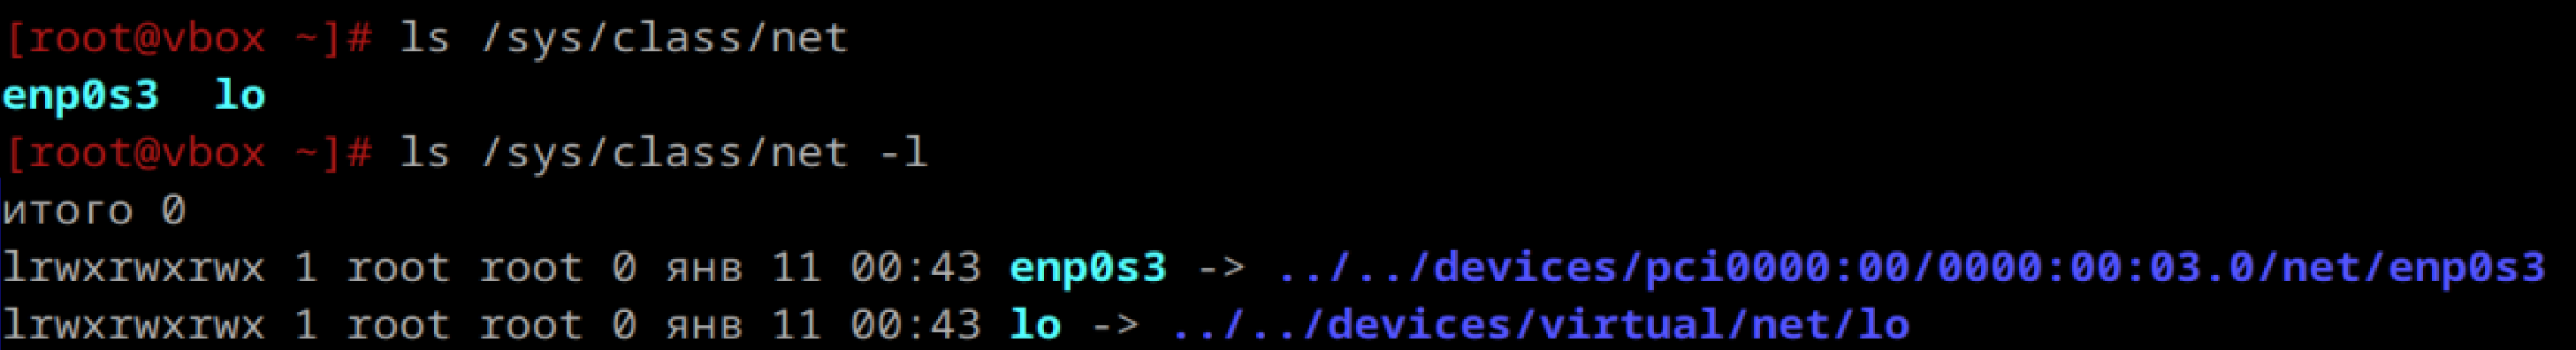 [root@vbox ~]# ls /sys/class/net
enp0s3  lo
[root@vbox ~]# ls /sys/class/net -l
итого 0
lrwxrwxrwx 1 root root 0 янв 11 00:43 enp0s3 -> ../../devices/pci0000:00/0000:00:03.0/net/enp0s3
lrwxrwxrwx 1 root root 0 янв 11 00:43 lo -> ../../devices/virtual/net/lo